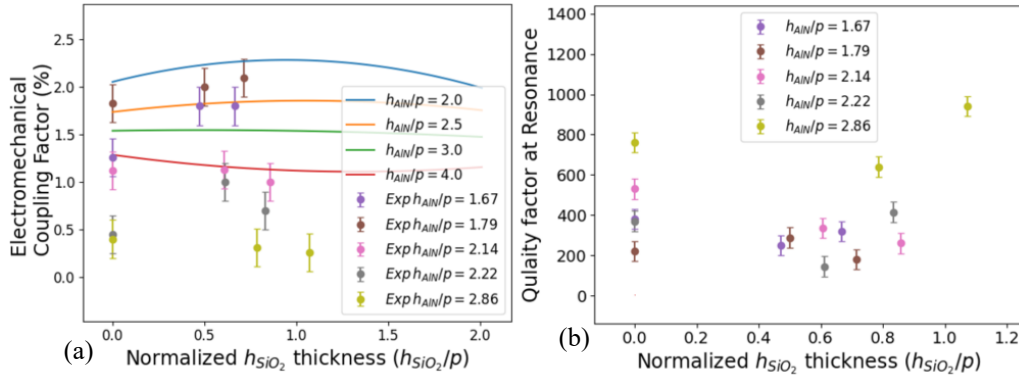 Electromechanical
Coupling Factor (%)
2.5
2.0
1.5
1.0
0.5
0.0
h_AlN/p = 2.0
h_AlN/p = 2.5
h_AlN/p = 3.0
h_AlN/p = 4.0
Exp h_AlN/p = 1.67
Exp h_AlN/p = 1.79
Exp h_AlN/p = 2.14
Exp h_AlN/p = 2.22
Exp h_AlN/p = 2.86
0.0 0.5 1.0 1.5 2.0
(a)
Normalized h_SiO2 thickness (h_SiO2/p)
Qulaity factor at Resonance
1400
1200
1000
800
600
400
200
0
h_AlN/p = 1.67
h_AlN/p = 1.79
h_AlN/p = 2.14
h_AlN/p = 2.22
h_AlN/p = 2.86
0.0 0.2 0.4 0.6 0.8 1.0 1.2
(b)
Normalized h_SiO2 thickness (h_SiO2/p)